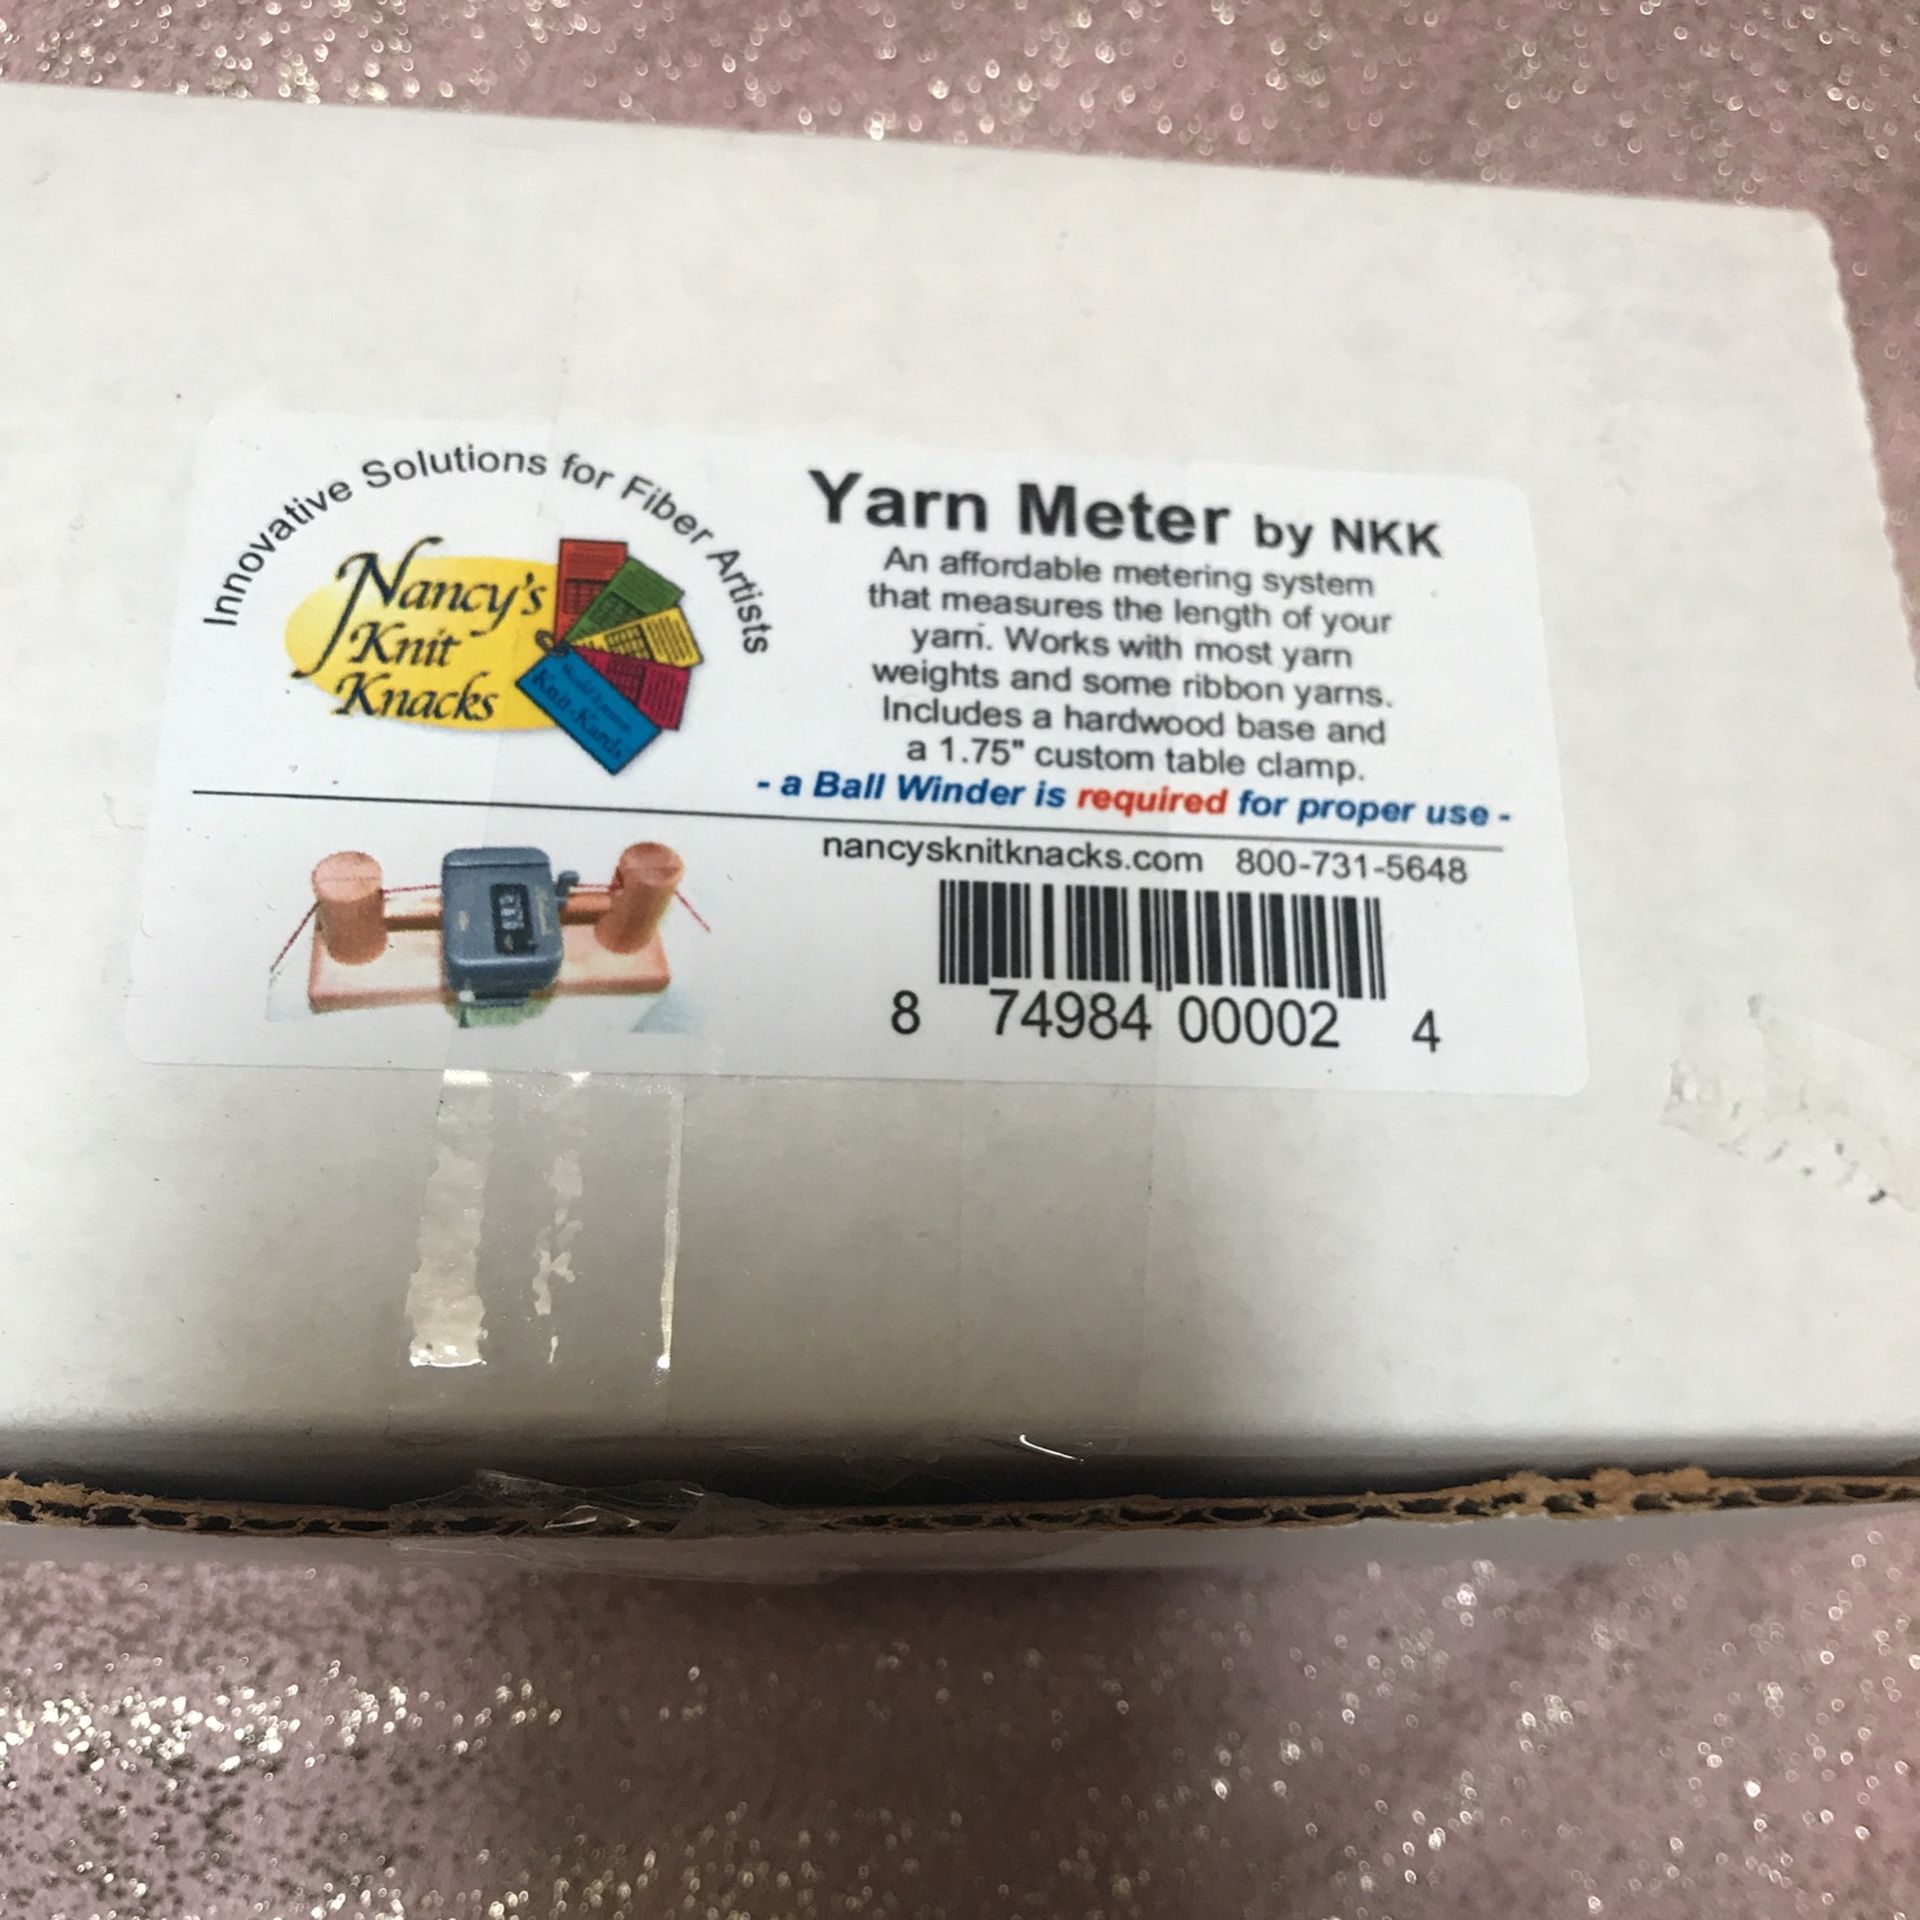 Innovative Solutions for Fiber Artists
Nancy's
Knit
Knacks
Knit•Kards
Yarn Meter by NKK
An affordable metering system
that measures the length of your
yarn. Works with most yarn
weights and some ribbon yarns.
Includes a hardwood base and
a 1.75" custom table clamp.
- a Ball Winder is required for proper use -
nancysknitknacks.com 800-731-5648
8 74984 00002 4